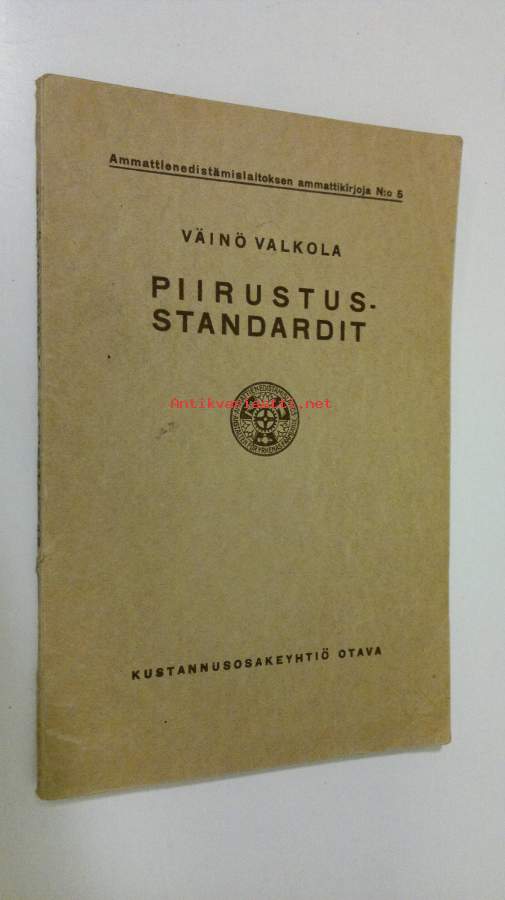 Ammattienedistämislaitoksen ammattikirjoja N:o 5
VÄINÖ VALKOLA
PIIRUSTUS-
STANDARDIT
Antikvariaatti.net
KUSTANNUSOSAKEYHTIÖ OTAVA